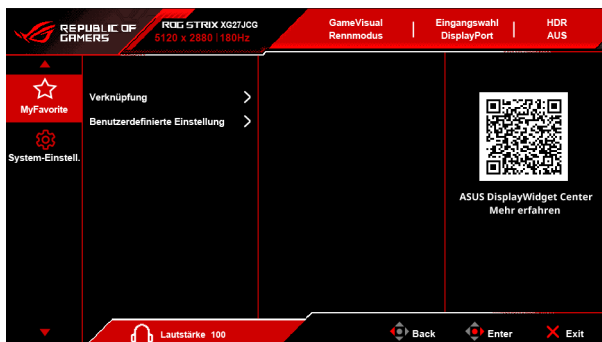 REPUBLIC OF
GAMERS
ROG STRIX XG27JCG
5120 x 2880 | 180Hz
GameVisual
Rennmodus
Eingangswahl
DisplayPort
HDR
AUS
MyFavorite
System-Einstell.
Verknüpfung
Benutzerdefinierte Einstellung
ASUS DisplayWidget Center
Mehr erfahren
Lautstärke 100
Back
Enter
Exit